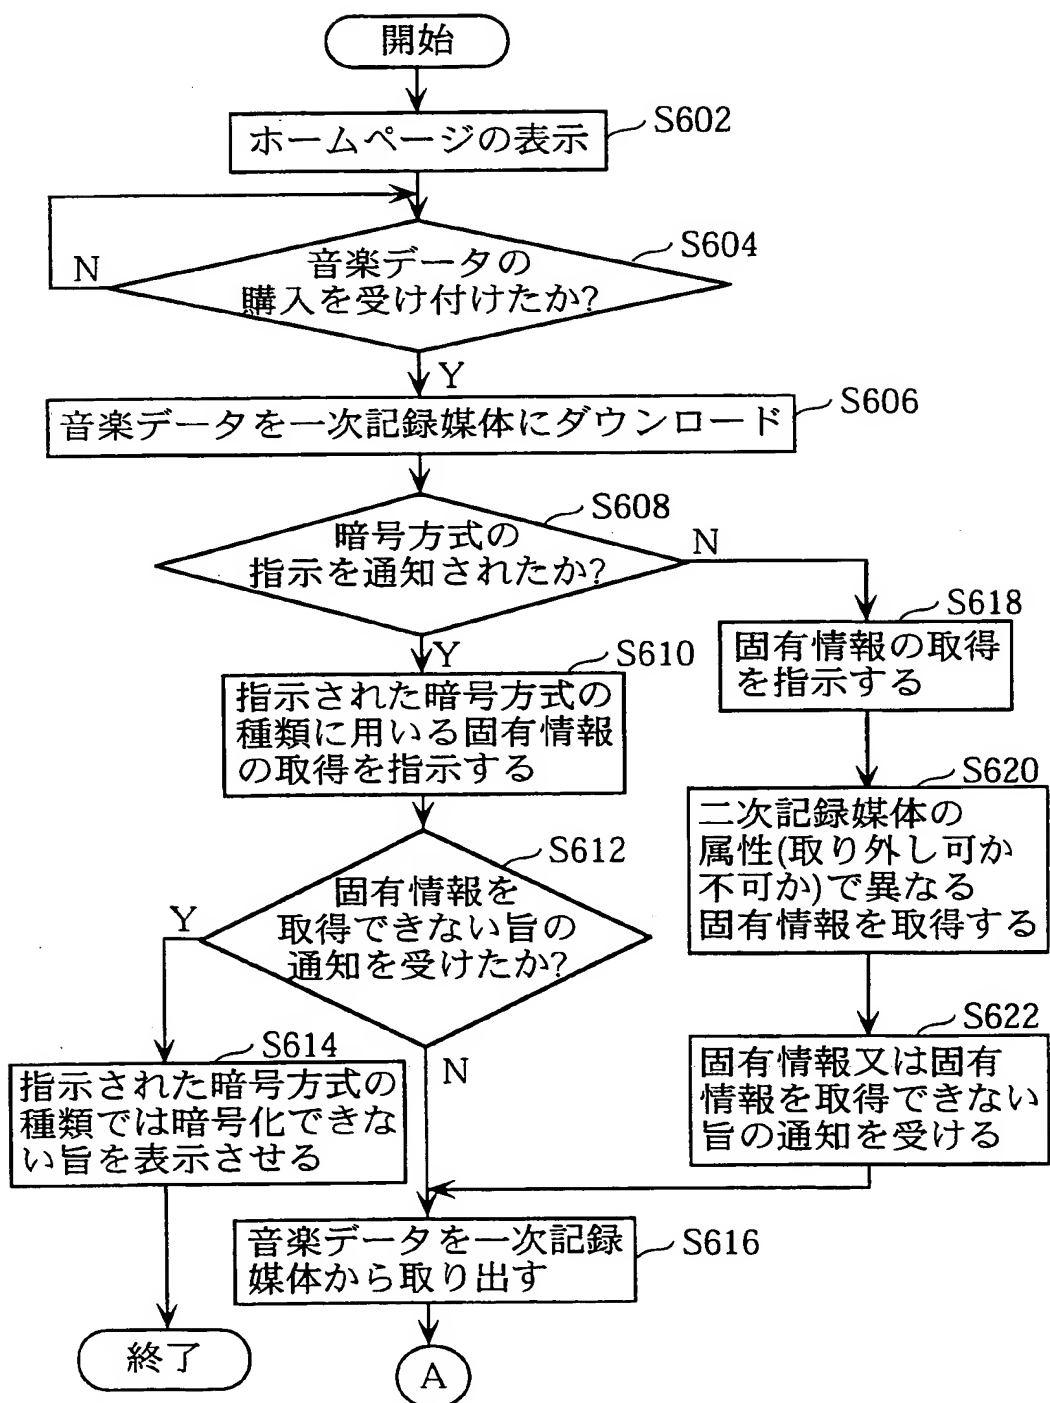 開始
ホームページの表示
S602
音楽データの
購入を受け付けたか?
S604
N
Y
音楽データを一次記録媒体にダウンロード
S606
暗号方式の
指示を通知されたか?
S608
N
Y
指示された暗号方式の
種類に用いる固有情報
の取得を指示する
S610
固有情報の取得
を指示する
S618
二次記録媒体の
属性(取り外し可か
不可か)で異なる
固有情報を取得する
S620
固有情報を
取得できない旨の
通知を受けたか?
S612
Y
N
指示された暗号方式の
種類では暗号化できな
い旨を表示させる
S614
固有情報又は固有
情報を取得できない
旨の通知を受ける
S622
音楽データを一次記録
媒体から取り出す
S616
終了
A